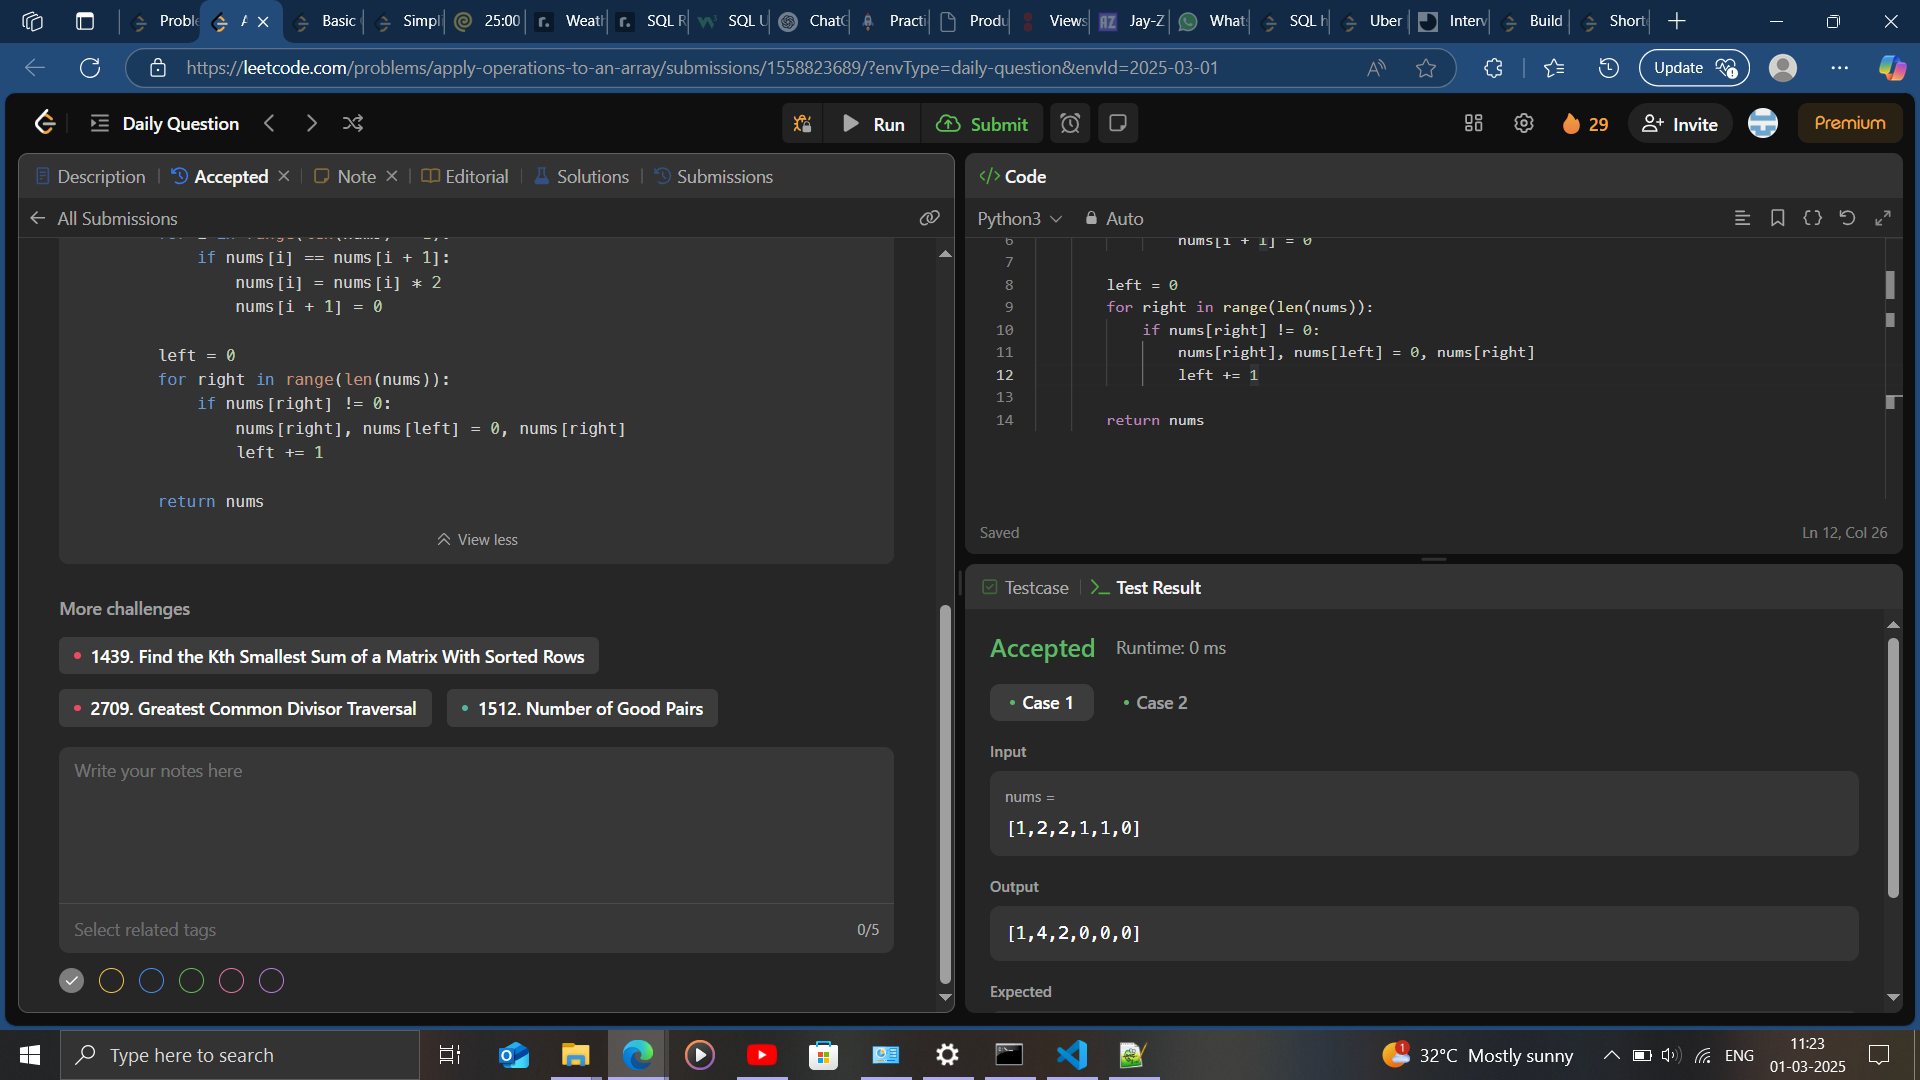 Proble
A
Basic
Simpli
25:00
Weath
SQL R
SQL U
ChatG
Practi
Produ
Views
Jay-Z
What
SQL h
Uber
Interv
Build
Short
https://leetcode.com/problems/apply-operations-to-an-array/submissions/1558823689/?envType=daily-question&envId=2025-03-01
Update
Daily Question
Run
Submit
29
Invite
Premium
Description
Accepted
Note
Editorial
Solutions
Submissions
All Submissions
if nums[i] == nums[i + 1]:
nums[i] = nums[i] * 2
nums[i + 1] = 0
left = 0
for right in range(len(nums)):
if nums[right] != 0:
nums[right], nums[left] = 0, nums[right]
left += 1
return nums
View less
More challenges
1439. Find the Kth Smallest Sum of a Matrix With Sorted Rows
2709. Greatest Common Divisor Traversal
1512. Number of Good Pairs
Write your notes here
Select related tags
0/5
</> Code
Python3
Auto
6 nums[i + 1] = 0
7
8 left = 0
9 for right in range(len(nums)):
10 if nums[right] != 0:
11 nums[right], nums[left] = 0, nums[right]
12 left += 1
13
14 return nums
Saved
Ln 12, Col 26
Testcase
Test Result
Accepted
Runtime: 0 ms
Case 1
Case 2
Input
nums =
[1,2,2,1,1,0]
Output
[1,4,2,0,0,0]
Expected
Type here to search
1
32°C Mostly sunny
ENG
11:23
01-03-2025